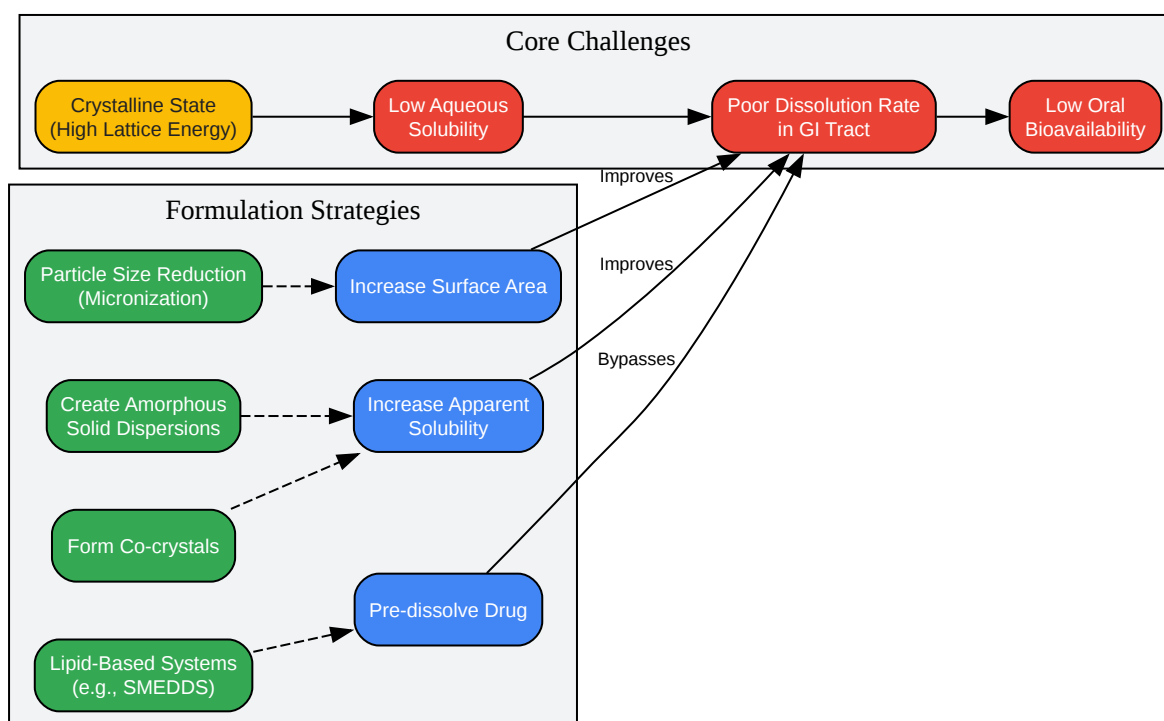 Core Challenges
Crystalline State
(High Lattice Energy)
Low Aqueous
Solubility
Poor Dissolution Rate
in GI Tract
Low Oral
Bioavailability
Improves
Formulation Strategies
Particle Size Reduction
(Micronization)
Increase Surface Area
Improves
Bypasses
Create Amorphous
Solid Dispersions
Increase Apparent
Solubility
Form Co-crystals
Pre-dissolve Drug
Lipid-Based Systems
(e.g., SMEDDS)